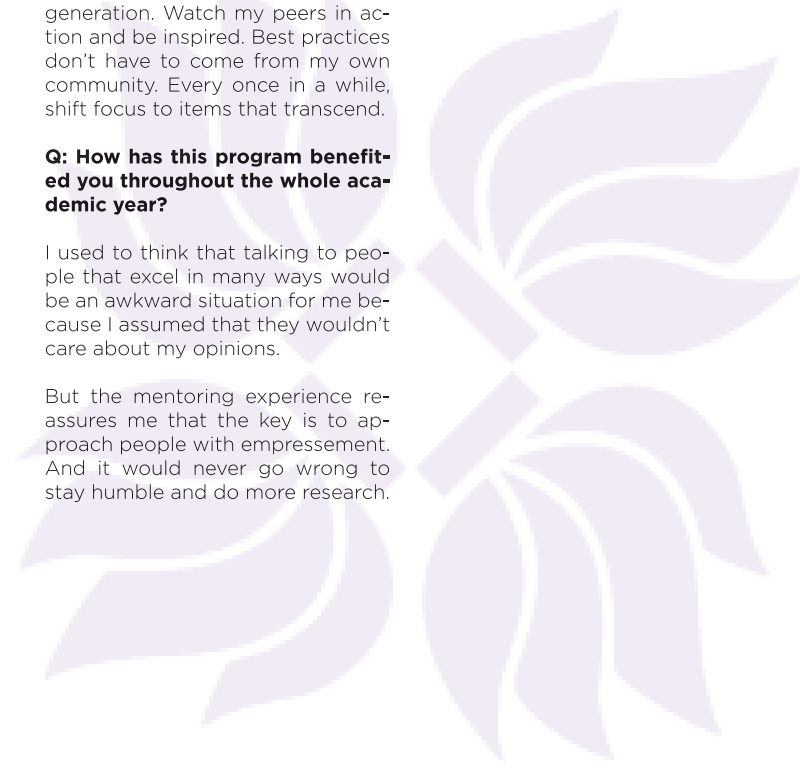 generation. Watch my peers in ac-
tion and be inspired. Best practices
don't have to come from my own
community. Every once in a while,
shift focus to items that transcend.
Q: How has this program benefit-
ed you throughout the whole aca-
demic year?
I used to think that talking to peo-
ple that excel in many ways would
be an awkward situation for me be-
cause I assumed that they wouldn't
care about my opinions.
But the mentoring experience re-
assures me that the key is to ap-
proach people with empressement.
And it would never go wrong to
stay humble and do more research.